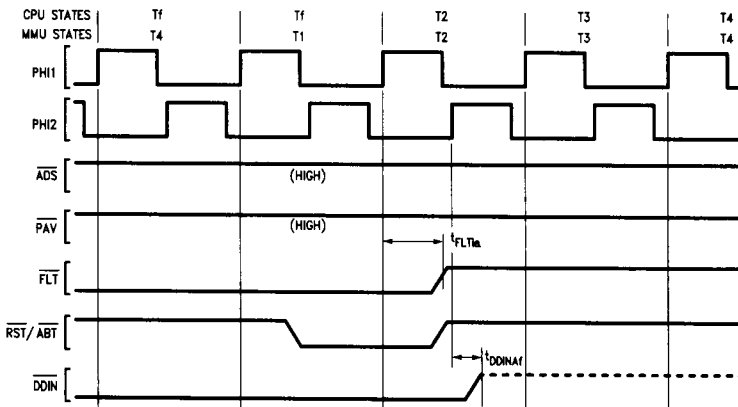 CPU STATES Tf Tf T2 T3 T4
MMU STATES T4 T1 T2 T3 T4
PHI1
PHI2
ADS (HIGH)
PAV (HIGH)
tFLTIa
FLT
RST/ABT
tDDINAf
DDIN